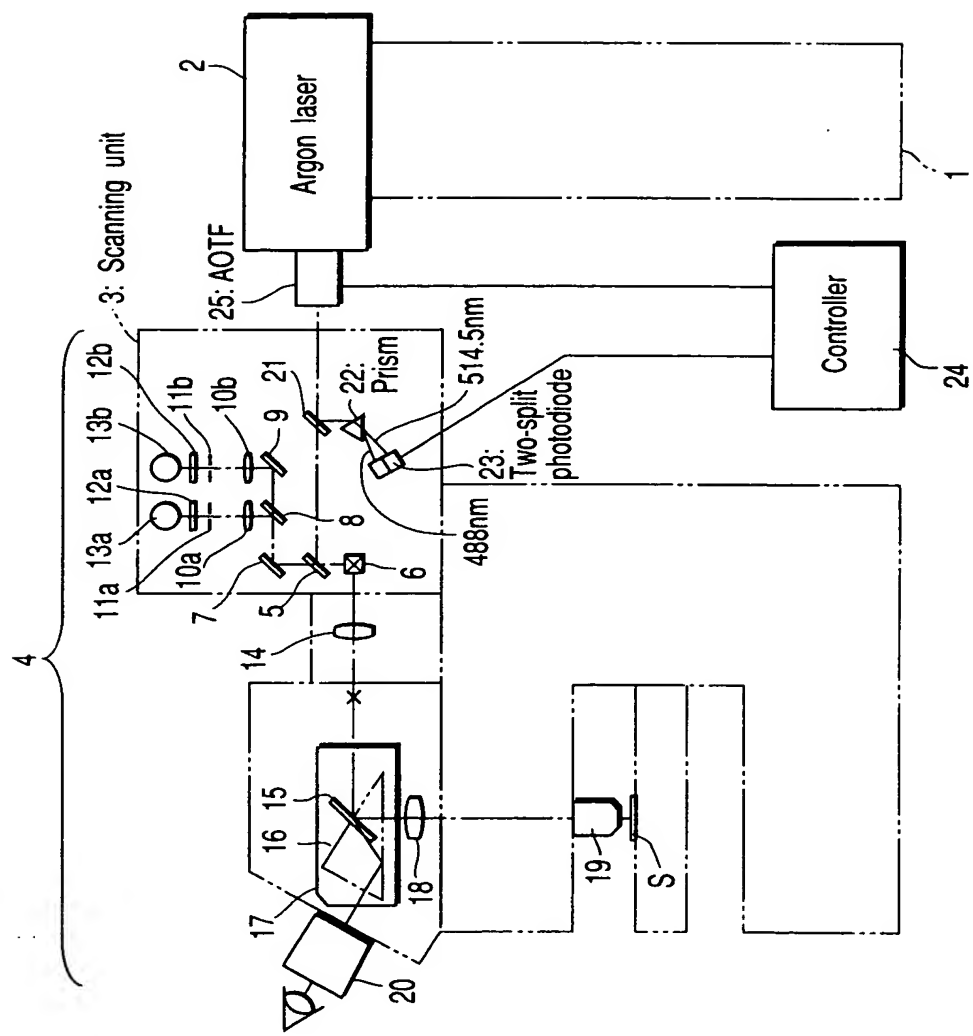 4
3: Scanning unit
2
12b
13b
11b
12a
10b
13a
9
21
25: AOTF
Argon laser
11a
10a
7
8
5
22: Prism
514.5nm
14
6
488nm
23: Two-split
photodiode
15
16
17
18
20
19
S
Controller
24
1